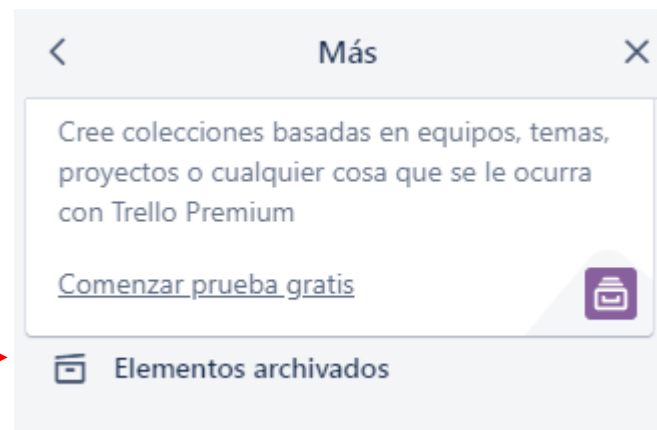 Más
Cree colecciones basadas en equipos, temas,
proyectos o cualquier cosa que se le ocurra
con Trello Premium
Comenzar prueba gratis
Elementos archivados